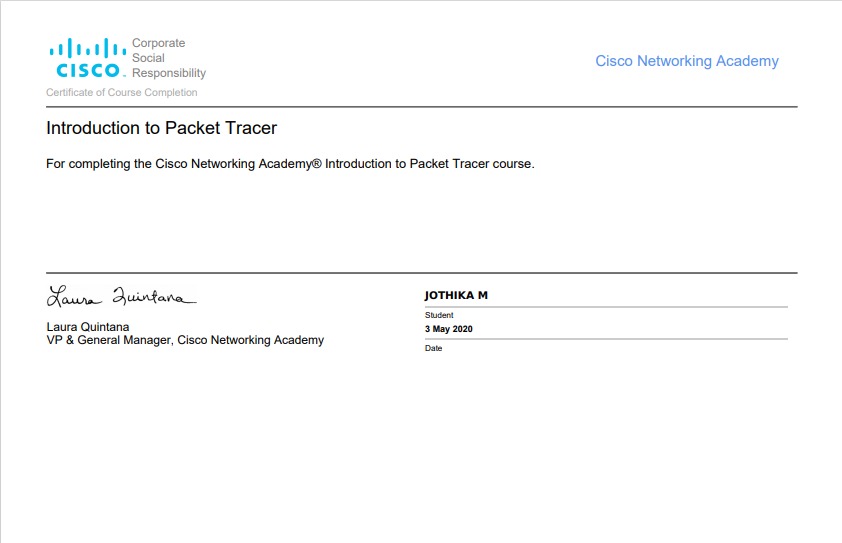 Corporate
Social
Responsibility
CISCO
Cisco Networking Academy
Certificate of Course Completion
Introduction to Packet Tracer
For completing the Cisco Networking Academy® Introduction to Packet Tracer course.
Laura Quintana
Laura Quintana
VP & General Manager, Cisco Networking Academy
JOTHIKA M
Student
3 May 2020
Date